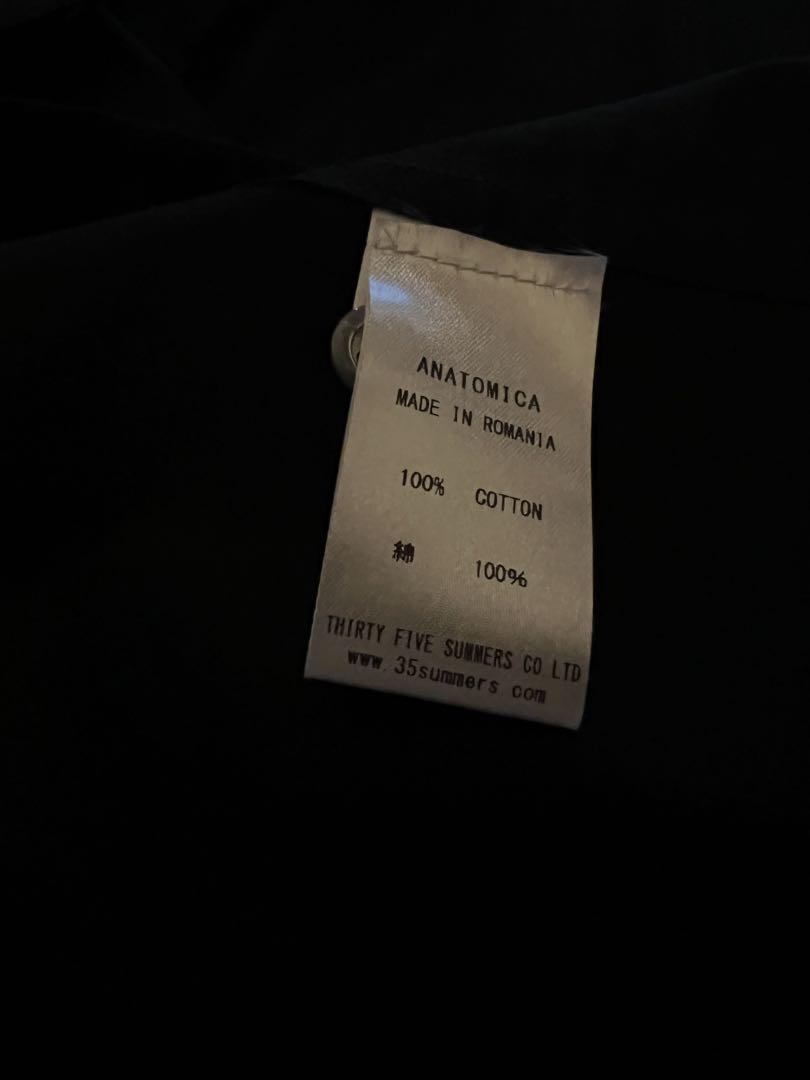 ANATOMICA
MADE IN ROMANIA
100% COTTON
綿 100%
THIRTY FIVE SUMMERS CO LTD
www.35summers.com